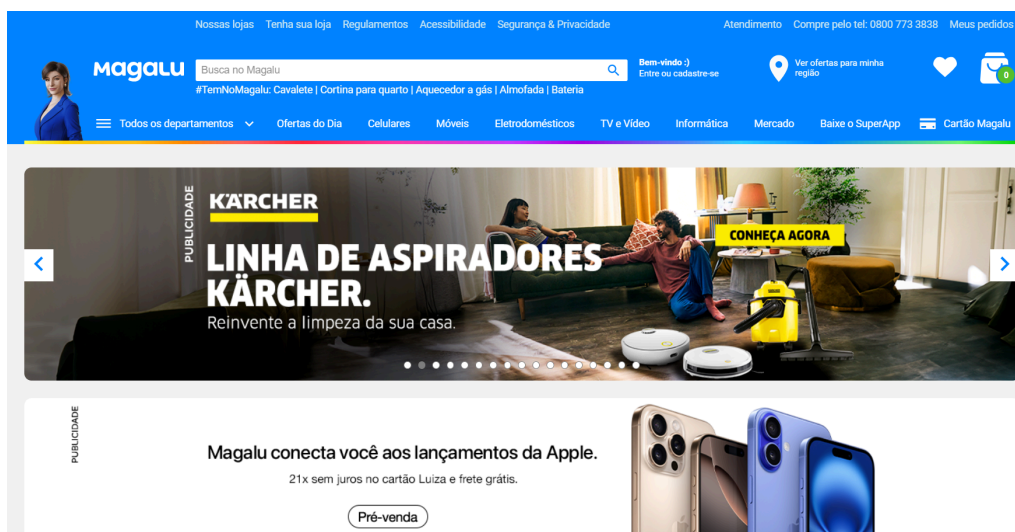 Nossas lojas Tenha sua loja Regulamentos Acessibilidade Segurança & Privacidade Atendimento Compre pelo tel: 0800 773 3838 Meus pedidos
Magalu
Busca no Magalu
Bem-vindo :)
Entre ou cadastre-se
Ver ofertas para minha
região
0
#TemNoMagalu: Cavalete | Cortina para quarto | Aquecedor a gás | Almofada | Bateria
Todos os departamentos Ofertas do Dia Celulares Móveis Eletrodomésticos TV e Vídeo Informática Mercado Baixe o SuperApp Cartão Magalu
PUBLICIDADE
KÄRCHER
LINHA DE ASPIRADORES
KÄRCHER.
Reinvente a limpeza da sua casa.
CONHEÇA AGORA
PUBLICIDADE
Magalu conecta você aos lançamentos da Apple.
21x sem juros no cartão Luiza e frete grátis.
Pré-venda